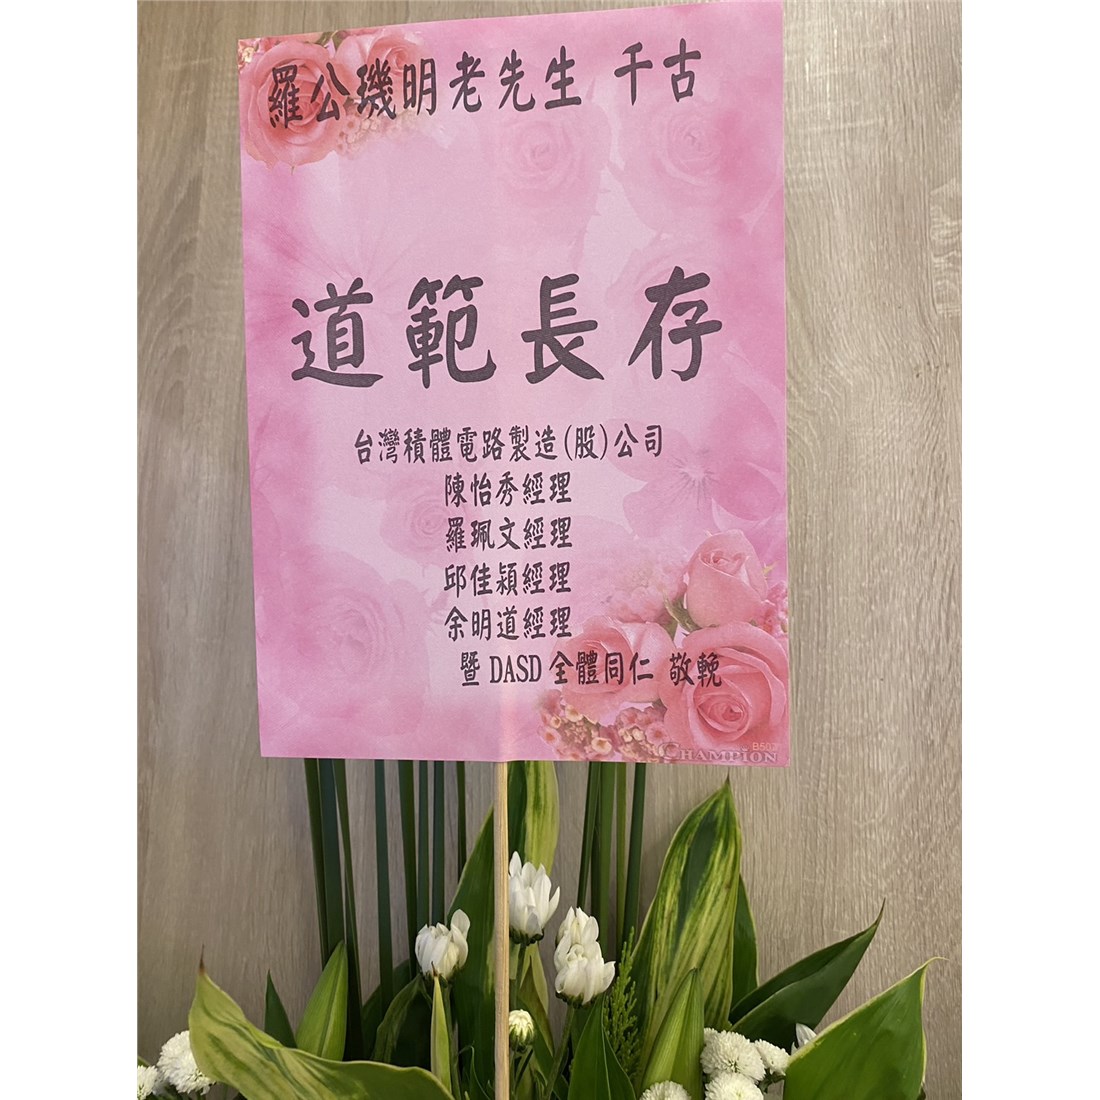 羅公璣明老先生 千古
道範長存
台灣積體電路製造(股)公司
陳怡秀經理
羅珮文經理
邱佳穎經理
余明道經理
暨 DASD 全體同仁 敬輓
B507
CHAMPION